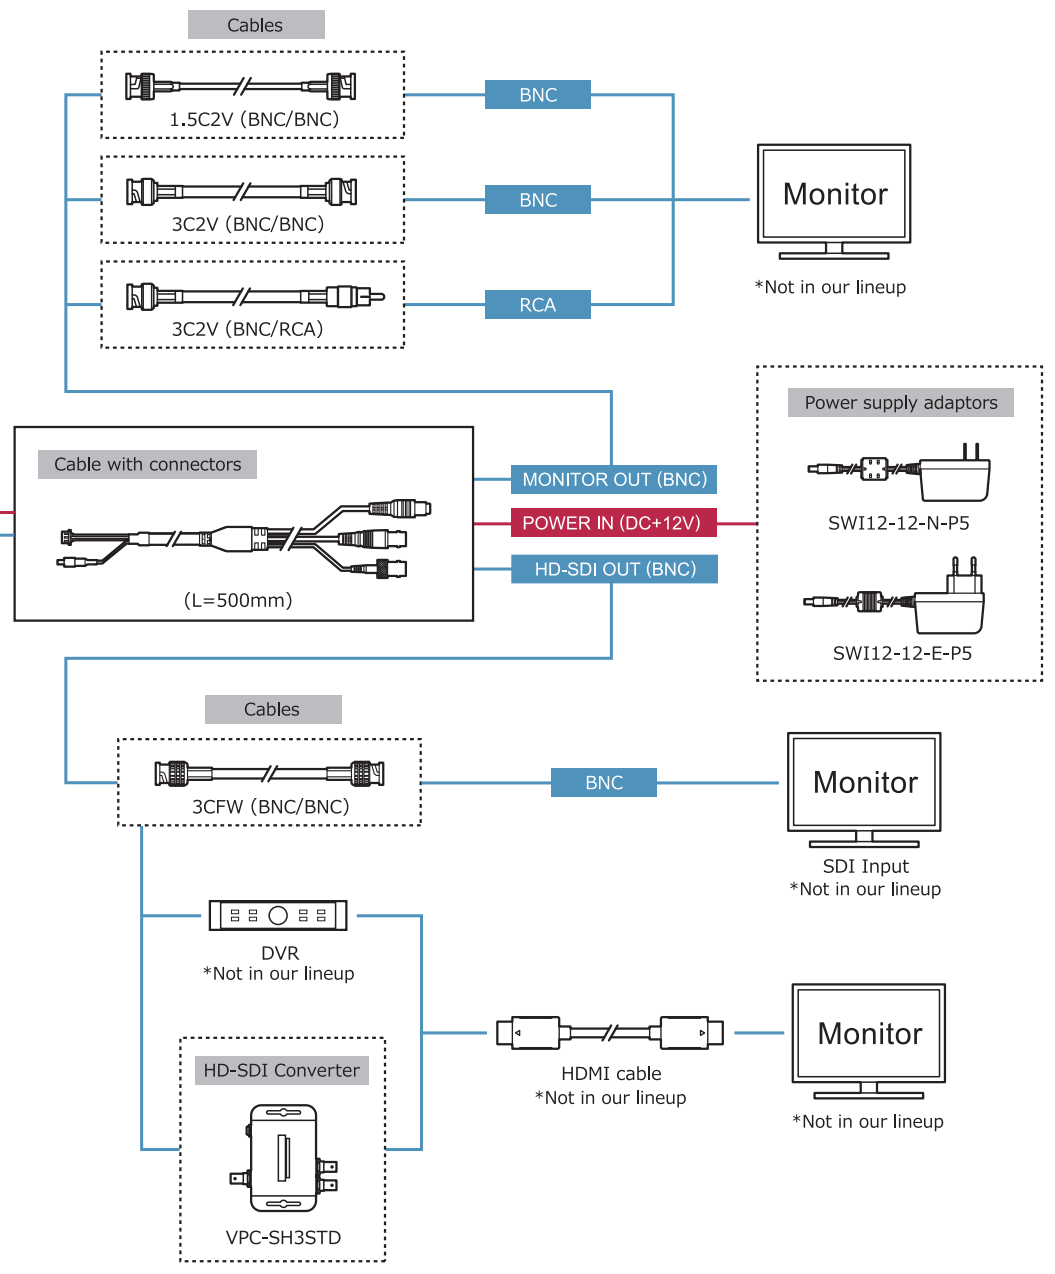 Cables
1.5C2V (BNC/BNC)
BNC
3C2V (BNC/BNC)
BNC
3C2V (BNC/RCA)
RCA
Monitor
*Not in our lineup
Cable with connectors
(L=500mm)
MONITOR OUT (BNC)
POWER IN (DC+12V)
HD-SDI OUT (BNC)
Power supply adaptors
SWI12-12-N-P5
SWI12-12-E-P5
Cables
3CFW (BNC/BNC)
BNC
Monitor
SDI Input
*Not in our lineup
DVR
*Not in our lineup
HD-SDI Converter
VPC-SH3STD
HDMI cable
*Not in our lineup
Monitor
*Not in our lineup